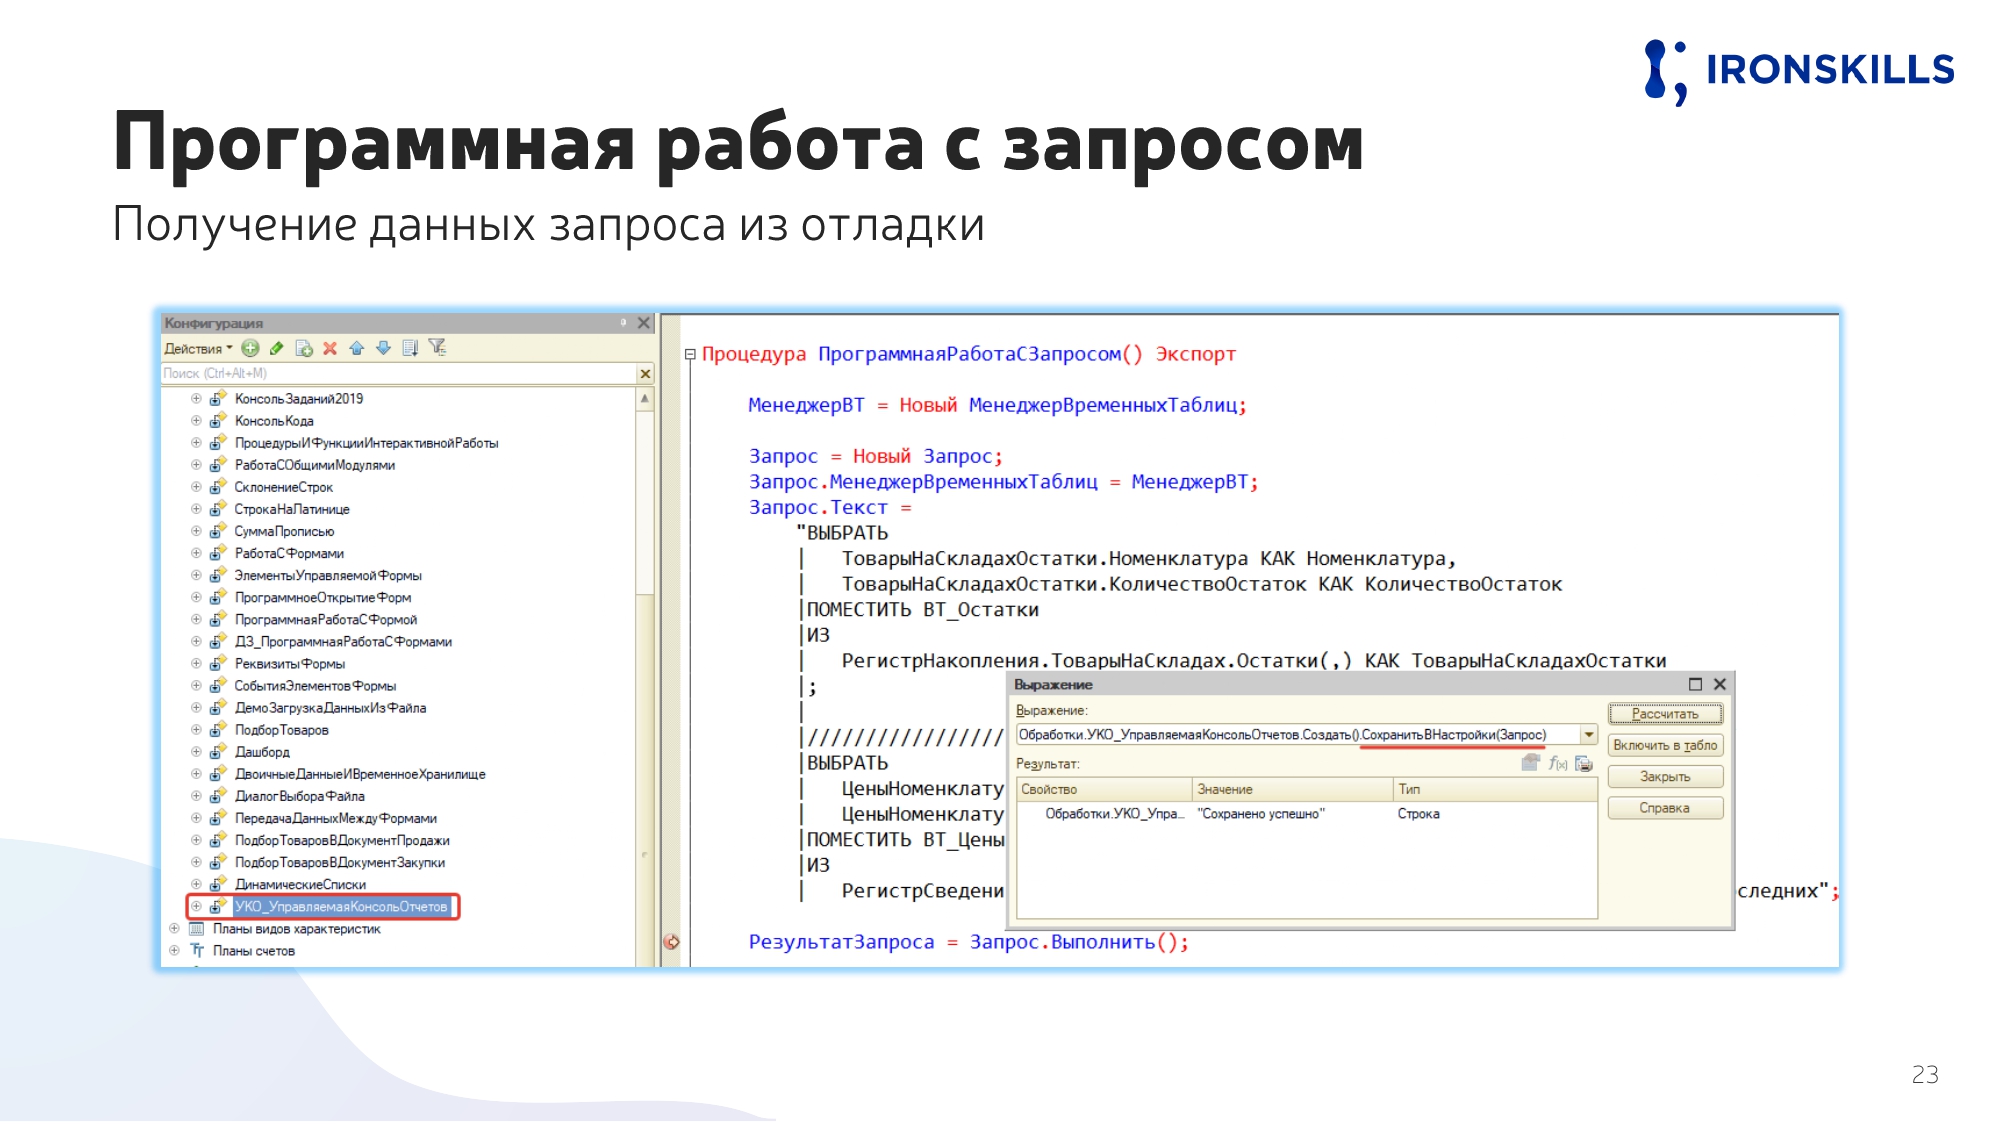 IRONSKILLS
Программная работа с запросом
Получение данных запроса из отладки
Конфигурация
Действия
Поиск (Ctrl+Alt+M)
КонсольЗаданий2019
КонсольКода
ПроцедурыИФункцииИнтерактивнойРаботы
РаботаСОбщимиМодулями
СклонениеСтрок
СтрокаНаЛатинице
СуммаПрописью
РаботаСФормами
ЭлементыУправляемойФормы
ПрограммноеОткрытиеФорм
ПрограммнаяРаботаСФормой
ДЗ_ПрограммнаяРаботаСФормами
РеквизитыФормы
СобытияЭлементовФормы
ДемоЗагрузкаДанныхИзФайла
ПодборТоваров
Дашборд
ДвоичныеДанныеИВременноеХранилище
ДиалогВыбораФайла
ПередачаДанныхМеждуФормами
ПодборТоваровВДокументПродажи
ПодборТоваровВДокументЗакупки
ДинамическиеСписки
УКО_УправляемаяКонсольОтчетов
Планы видов характеристик
Планы счетов
Процедура ПрограммнаяРаботаСЗапросом() Экспорт
МенеджерВТ = Новый МенеджерВременныхТаблиц;
Запрос = Новый Запрос;
Запрос.МенеджерВременныхТаблиц = МенеджерВТ;
Запрос.Текст =
"ВЫБРАТЬ
| ТоварыНаСкладахОстатки.Номенклатура КАК Номенклатура,
| ТоварыНаСкладахОстатки.КоличествоОстаток КАК КоличествоОстаток
|ПОМЕСТИТЬ ВТ_Остатки
|ИЗ
| РегистрНакопления.ТоварыНаСкладах.Остатки(,) КАК ТоварыНаСкладахОстатки
|;
|
|/////////////////
|ВЫБРАТЬ
| ЦеныНоменклату
| ЦеныНоменклату
|ПОМЕСТИТЬ ВТ_Цены
|ИЗ
| РегистрСведени следних";
РезультатЗапроса = Запрос.Выполнить();
Выражение
Выражение:
Обработки.УКО_УправляемаяКонсольОтчетов.Создать().СохранитьВНастройки(Запрос)
Результат:
f(x)
Свойство Значение Тип
Обработки.УКО_Упра... "Сохранено успешно" Строка
Рассчитать
Включить в табло
Закрыть
Справка
23